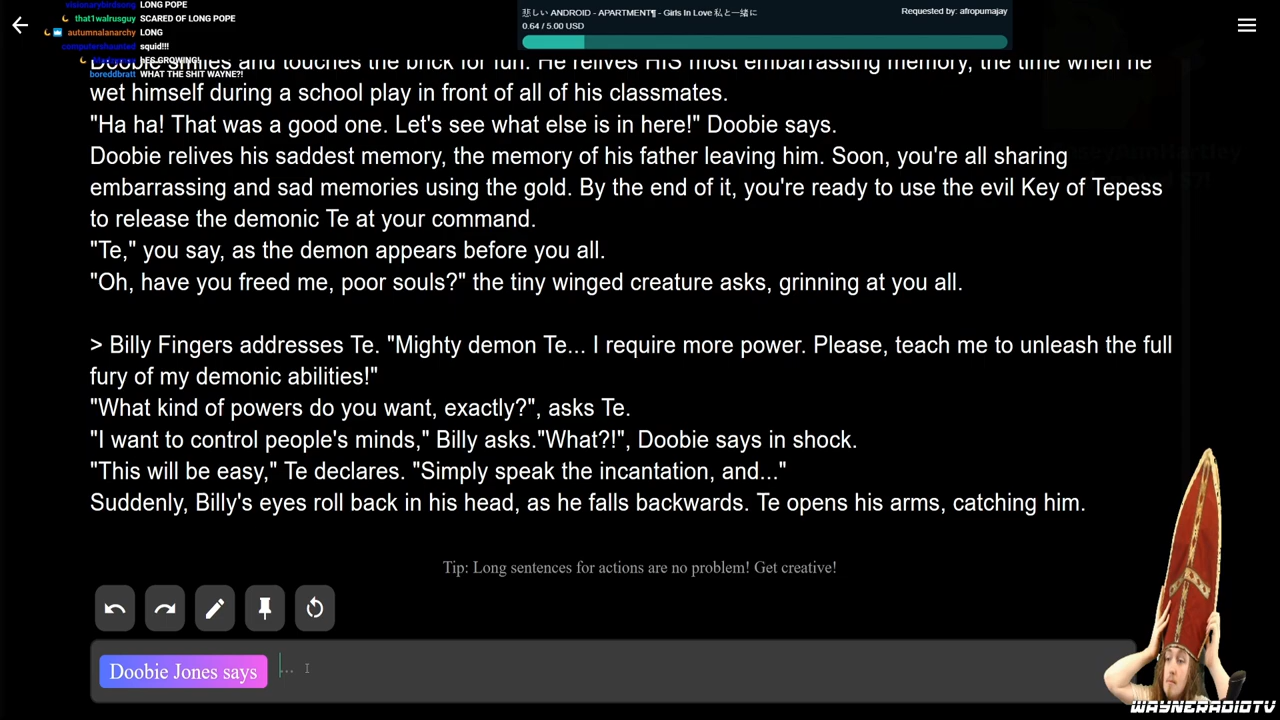 visionarybirdsong LONG POPE
that1walrusguy SCARED OF LONG POPE
autumnalanarchy LONG
computershaunted squid!!!
HES GROWING!
boreddbratt WHAT THE SHIT WAYNE?!
悲しい ANDROID - APARTMENT¶ - Girls In Love 私と一緒に
Requested by: afropumajay
0.64 / 5.00 USD
Doobie smiles and touches the brick for fun. He relives HIS most embarrassing memory, the time when he
wet himself during a school play in front of all of his classmates.
"Ha ha! That was a good one. Let's see what else is in here!" Doobie says.
Doobie relives his saddest memory, the memory of his father leaving him. Soon, you're all sharing
embarrassing and sad memories using the gold. By the end of it, you're ready to use the evil Key of Tepess
to release the demonic Te at your command.
"Te," you say, as the demon appears before you all.
"Oh, have you freed me, poor souls?" the tiny winged creature asks, grinning at you all.
> Billy Fingers addresses Te. "Mighty demon Te... I require more power. Please, teach me to unleash the full
fury of my demonic abilities!"
"What kind of powers do you want, exactly?", asks Te.
"I want to control people's minds," Billy asks."What?!", Doobie says in shock.
"This will be easy," Te declares. "Simply speak the incantation, and..."
Suddenly, Billy's eyes roll back in his head, as he falls backwards. Te opens his arms, catching him.
Tip: Long sentences for actions are no problem! Get creative!
Doobie Jones says ...
WAYNERADIOTV